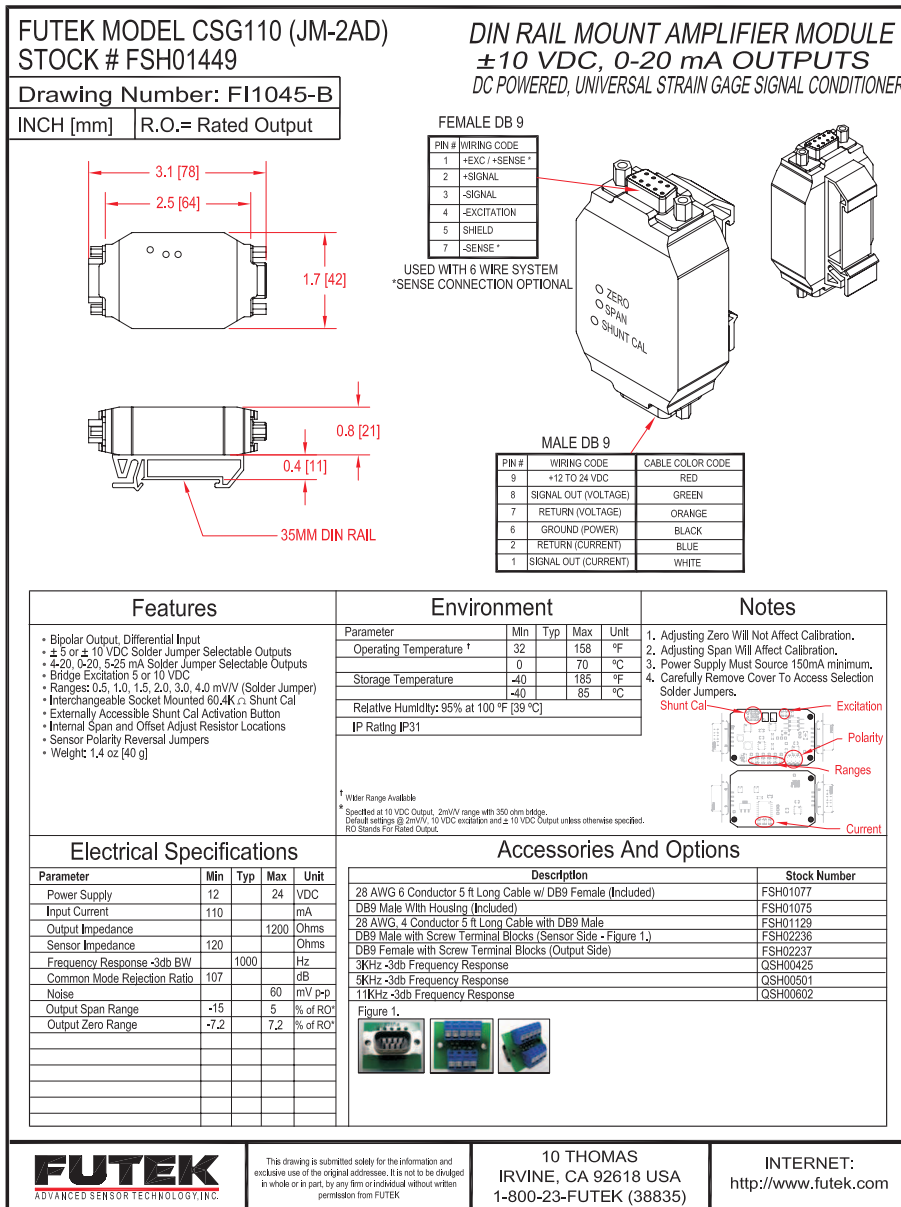 FUTEK MODEL CSG110 (JM-2AD)
STOCK # FSH01449
Drawing Number: FI1045-B
INCH [mm] R.O.= Rated Output
DIN RAIL MOUNT AMPLIFIER MODULE
±10 VDC, 0-20 mA OUTPUTS
DC POWERED, UNIVERSAL STRAIN GAGE SIGNAL CONDITIONER
3.1 [78]
2.5 [64]
1.7 [42]
0.8 [21]
0.4 [11]
35MM DIN RAIL
FEMALE DB 9
PIN # WIRING CODE
1 +EXC / +SENSE *
2 +SIGNAL
3 -SIGNAL
4 -EXCITATION
5 SHIELD
7 -SENSE *
USED WITH 6 WIRE SYSTEM
*SENSE CONNECTION OPTIONAL
ZERO
SPAN
SHUNT CAL
MALE DB 9
PIN # WIRING CODE CABLE COLOR CODE
9 +12 TO 24 VDC RED
8 SIGNAL OUT (VOLTAGE) GREEN
7 RETURN (VOLTAGE) ORANGE
6 GROUND (POWER) BLACK
2 RETURN (CURRENT) BLUE
1 SIGNAL OUT (CURRENT) WHITE
Features
• Bipolar Output, Differential Input
• ± 5 or ± 10 VDC Solder Jumper Selectable Outputs
• 4-20, 0-20, 5-25 mA Solder Jumper Selectable Outputs
• Bridge Excitation 5 or 10 VDC
• Ranges: 0.5, 1.0, 1.5, 2.0, 3.0, 4.0 mV/V (Solder Jumper)
• Interchangeable Socket Mounted 60.4K Ω Shunt Cal
• Externally Accessible Shunt Cal Activation Button
• Internal Span and Offset Adjust Resistor Locations
• Sensor Polarity Reversal Jumpers
• Weight: 1.4 oz [40 g]
Environment
Parameter Min Typ Max Unit
Operating Temperature † 32 158 ºF
0 70 ºC
Storage Temperature -40 185 ºF
-40 85 ºC
Relative Humidity: 95% at 100 ºF [39 ºC]
IP Rating IP31
† Wider Range Available
* Specified at 10 VDC Output, 2mV/V range with 350 ohm bridge.
Default settings @ 2mV/V, 10 VDC excitation and ± 10 VDC Output unless otherwise specified.
RO Stands For Rated Output.
Notes
1. Adjusting Zero Will Not Affect Calibration.
2. Adjusting Span Will Affect Calibration.
3. Power Supply Must Source 150mA minimum.
4. Carefully Remove Cover To Access Selection
Solder Jumpers.
Shunt Cal
Excitation
Polarity
Ranges
Current
Electrical Specifications
Parameter Min Typ Max Unit
Power Supply 12 24 VDC
Input Current 110 mA
Output Impedance 1200 Ohms
Sensor Impedance 120 Ohms
Frequency Response -3db BW 1000 Hz
Common Mode Rejection Ratio 107 dB
Noise 60 mV p-p
Output Span Range -15 5 % of RO*
Output Zero Range -7.2 7.2 % of RO*
Accessories And Options
Description Stock Number
28 AWG 6 Conductor 5 ft Long Cable w/ DB9 Female (Included) FSH01077
DB9 Male With Housing (Included) FSH01075
28 AWG, 4 Conductor 5 ft Long Cable with DB9 Male FSH01129
DB9 Male with Screw Terminal Blocks (Sensor Side - Figure 1.) FSH02236
DB9 Female with Screw Terminal Blocks (Output Side) FSH02237
3KHz -3db Frequency Response QSH00425
5KHz -3db Frequency Response QSH00501
11KHz -3db Frequency Response QSH00602
Figure 1.
FUTEK
ADVANCED SENSOR TECHNOLOGY, INC.
This drawing is submitted solely for the information and
exclusive use of the original addressee. It is not to be divulged
in whole or in part, by any firm or individual without written
permission from FUTEK
10 THOMAS
IRVINE, CA 92618 USA
1-800-23-FUTEK (38835)
INTERNET:
http://www.futek.com